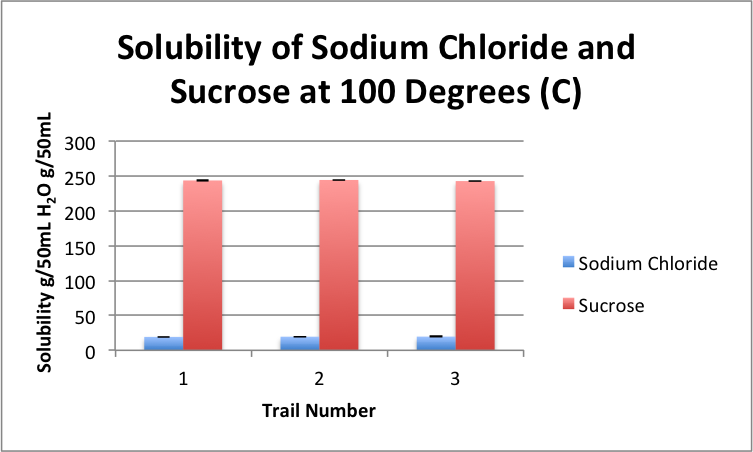 Solubility of Sodium Chloride and
Sucrose at 100 Degrees (C)
Solubility g/50mL H₂O g/50mL
300
250
200
150
100
50
0
1 2 3
Trail Number
Sodium Chloride
Sucrose